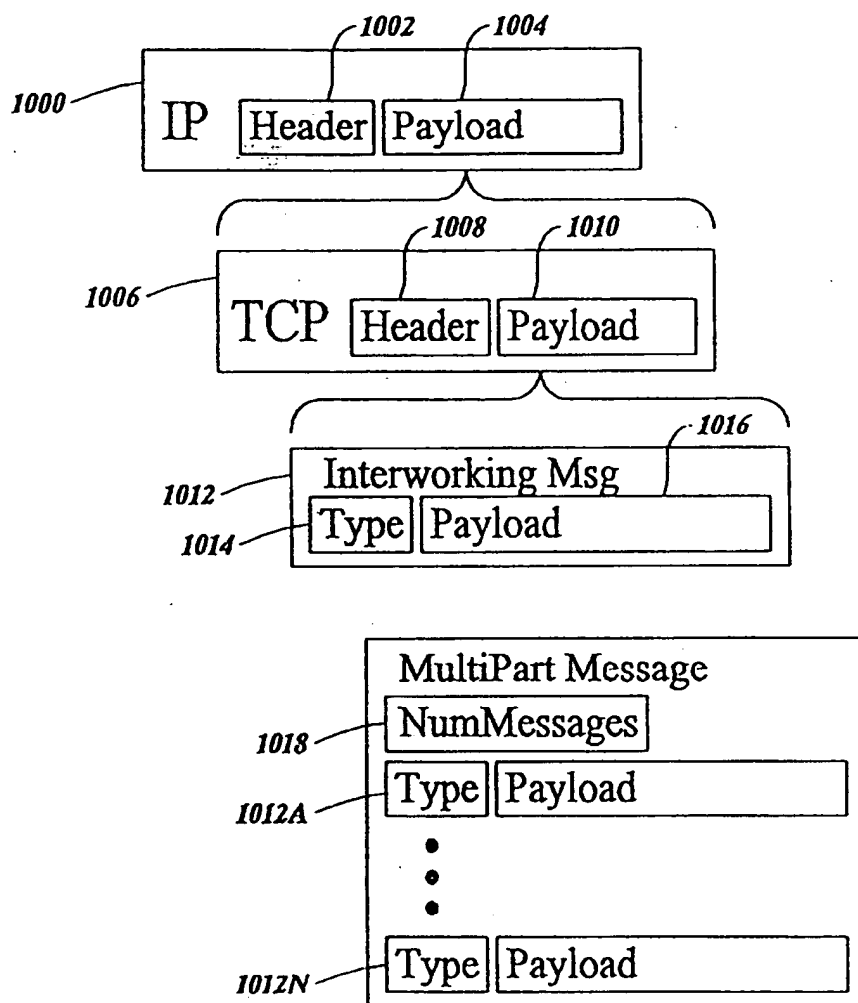 1002 1004
1000
IP Header Payload
1008 1010
1006
TCP Header Payload
1016
1012 Interworking Msg
1014 Type Payload
MultiPart Message
1018 NumMessages
1012A Type Payload
1012N Type Payload